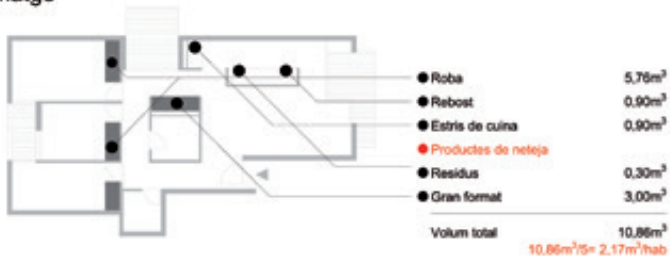 Roba 5,76m³
Rebost 0,90m³
Estris de cuina 0,90m³
Productes de neteja
Residus 0,30m³
Gran format 3,00m³
Volum total 10,86m³
10,86m³/5= 2,17m³/hab